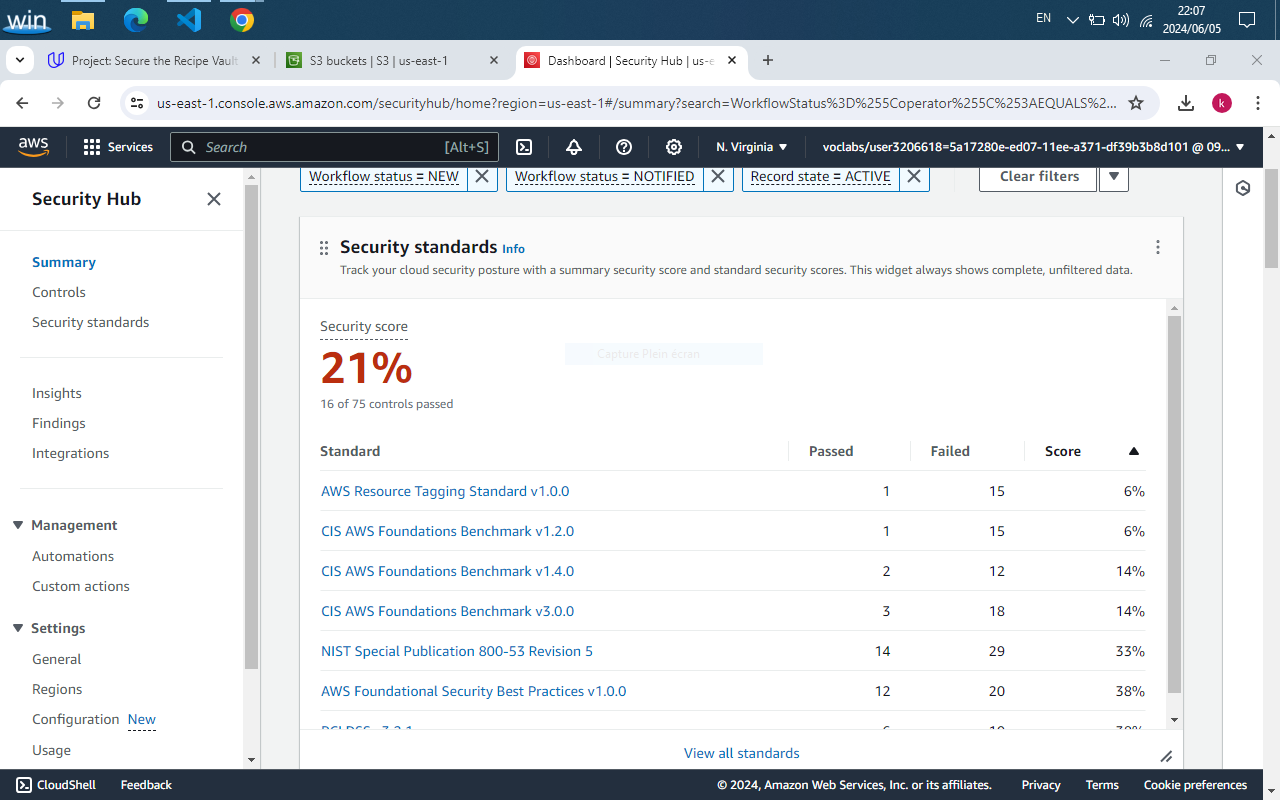 win
EN
22:07
2024/06/05
Project: Secure the Recipe Vault
S3 buckets | S3 | us-east-1
Dashboard | Security Hub | us-e
us-east-1.console.aws.amazon.com/securityhub/home?region=us-east-1#/summary?search=WorkflowStatus%3D%255Coperator%255C%253AEQUALS%2...
k
aws
Services
Search
[Alt+S]
N. Virginia
voclabs/user3206618=5a17280e-ed07-11ee-a371-df39b3b8d101 @ 09...
Security Hub
Summary
Controls
Security standards
Insights
Findings
Integrations
Management
Automations
Custom actions
Settings
General
Regions
Configuration New
Usage
Workflow status = NEW
Workflow status = NOTIFIED
Record state = ACTIVE
Clear filters
Security standards Info
Track your cloud security posture with a summary security score and standard security scores. This widget always shows complete, unfiltered data.
Security score
Capture Plein écran
21%
16 of 75 controls passed
Standard Passed Failed Score
AWS Resource Tagging Standard v1.0.0 1 15 6%
CIS AWS Foundations Benchmark v1.2.0 1 15 6%
CIS AWS Foundations Benchmark v1.4.0 2 12 14%
CIS AWS Foundations Benchmark v3.0.0 3 18 14%
NIST Special Publication 800-53 Revision 5 14 29 33%
AWS Foundational Security Best Practices v1.0.0 12 20 38%
View all standards
CloudShell
Feedback
© 2024, Amazon Web Services, Inc. or its affiliates.
Privacy
Terms
Cookie preferences